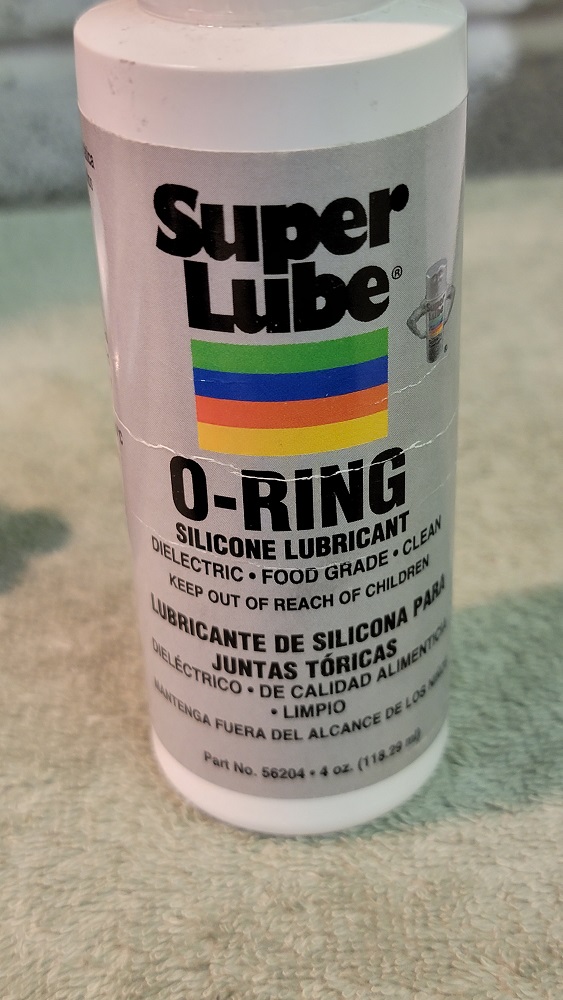 Super
Lube®
O-RING
SILICONE LUBRICANT
DIELECTRIC • FOOD GRADE • CLEAN
KEEP OUT OF REACH OF CHILDREN
LUBRICANTE DE SILICONA PARA
JUNTAS TÓRICAS
DIELÉCTRICO • DE CALIDAD ALIMENTICIA
• LIMPIO
MANTENGA FUERA DEL ALCANCE DE LOS
Part No. 56204 • 4 oz. (118.29 ml)